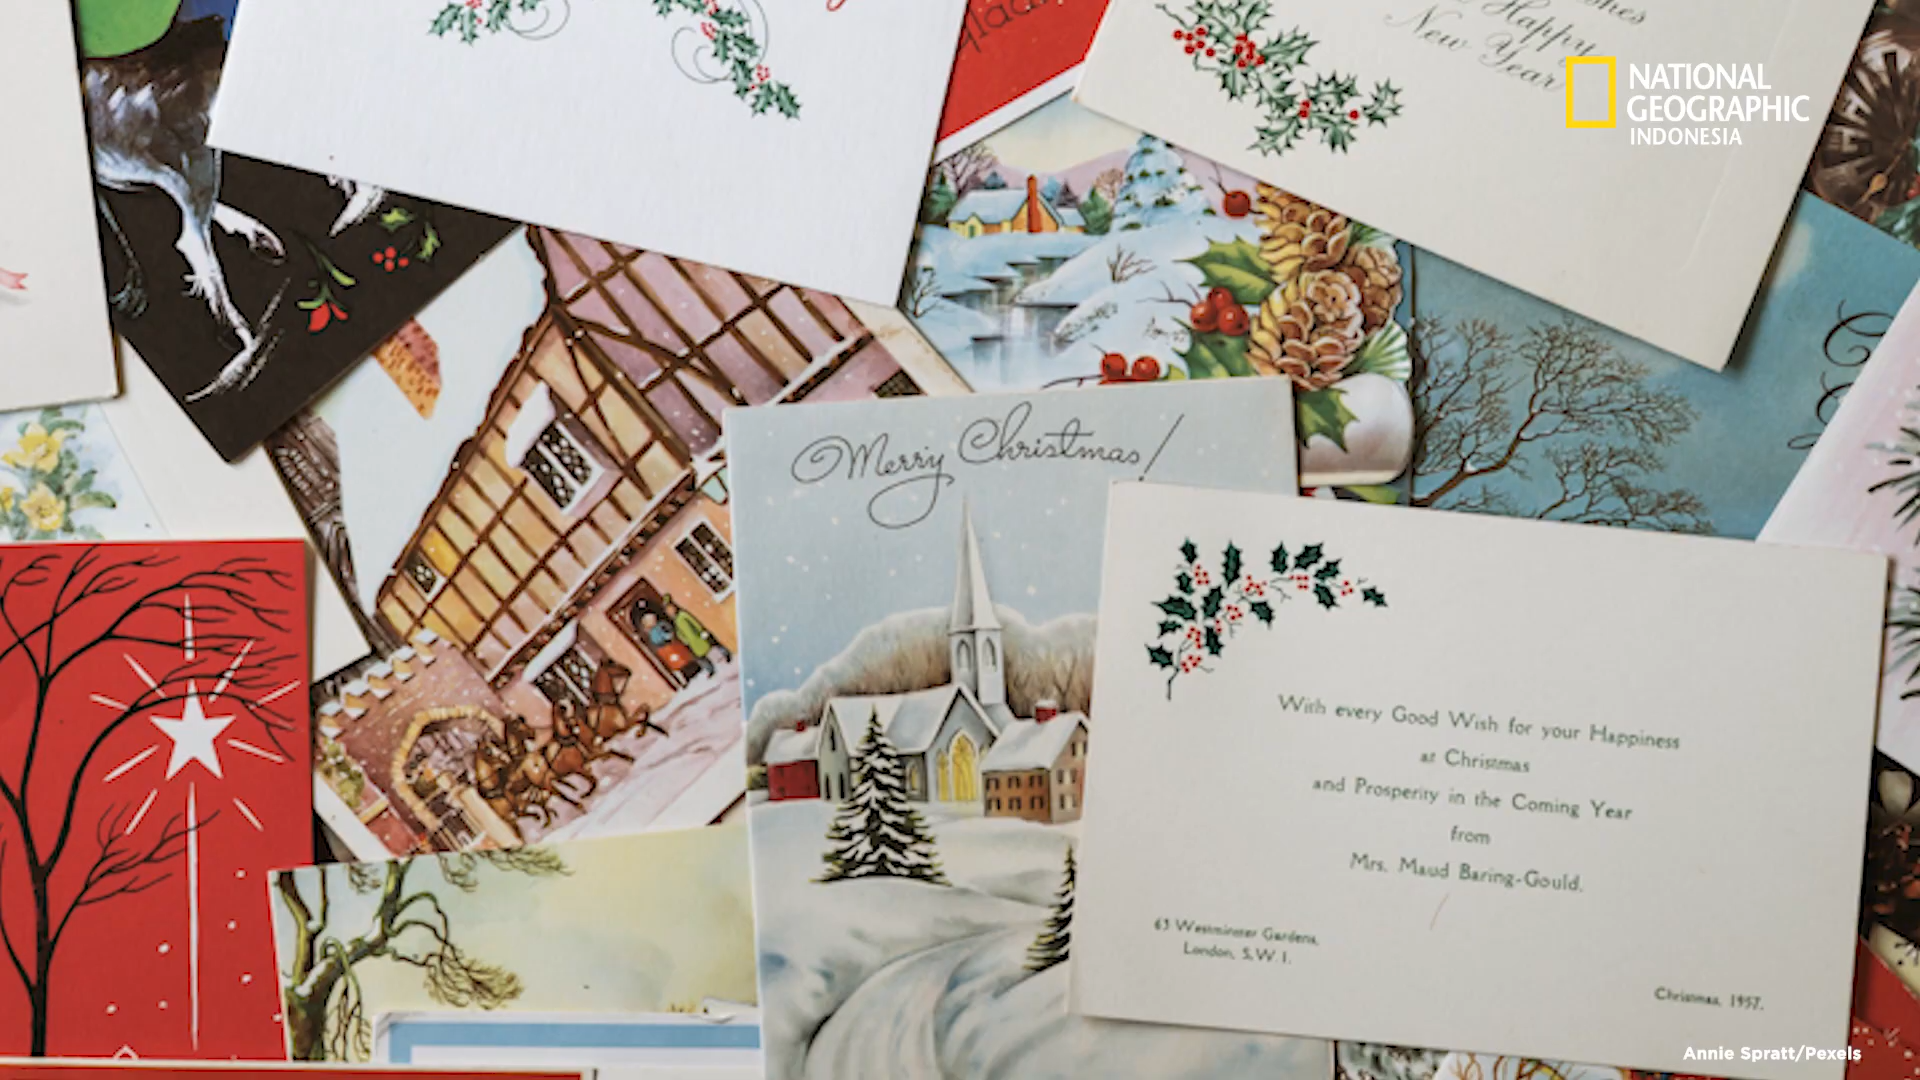 Happy
New Year
NATIONAL
GEOGRAPHIC
INDONESIA
Merry Christmas!
With every Good Wish for your Happiness
at Christmas
and Prosperity in the Coming Year
from
Mrs. Maud Baring-Gould.
63 Westminster Gardens,
London, S.W.1.
Christmas, 1957.
Annie Spratt/Pexels